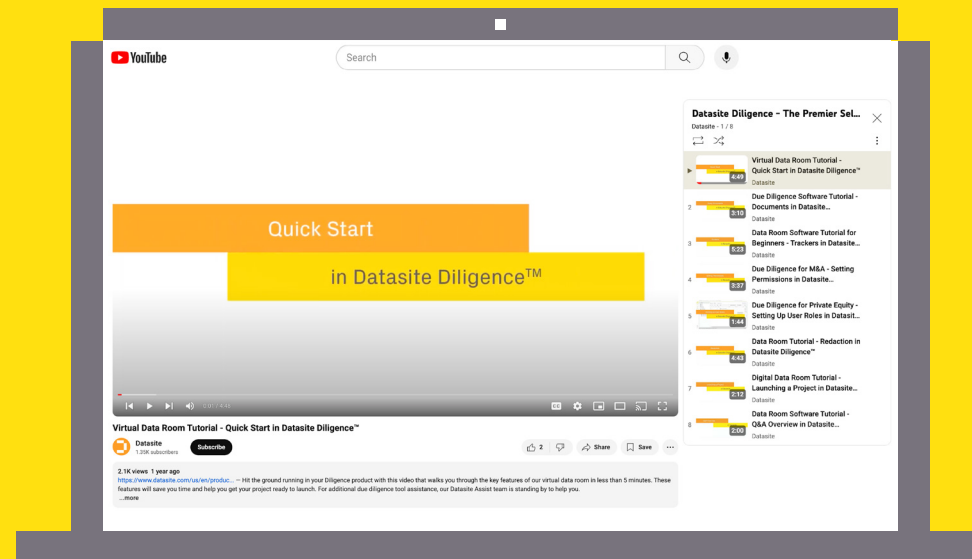 YouTube
Search
Quick Start
in Datasite Diligence™
Virtual Data Room Tutorial - Quick Start in Datasite Diligence™
Datasite
1.35K subscribers
Subscribe
2
Share
Save
2.1K views 1 year ago
https://www.datasite.com/us/en/produc... — Hit the ground running in your Diligence product with this video that walks you through the key features of our virtual data room in less than 5 minutes. These
features will save you time and help you get your project ready to launch. For additional due diligence tool assistance, our Datasite Assist team is standing by to help you.
...more
Datasite Diligence - The Premier Sel...
Datasite - 1 / 8
Virtual Data Room Tutorial -
Quick Start in Datasite Diligence™
4:49
Datasite
2
Due Diligence Software Tutorial -
Documents in Datasite...
3:10
Datasite
3
Data Room Software Tutorial for
Beginners - Trackers in Datasite...
5:23
Datasite
4
Due Diligence for M&A - Setting
Permissions in Datasite...
3:37
Datasite
5
Due Diligence for Private Equity -
Setting Up User Roles in Datasit...
1:44
Datasite
6
Data Room Tutorial - Redaction in
Datasite Diligence™
4:43
Datasite
7
Digital Data Room Tutorial -
Launching a Project in Datasite...
2:12
Datasite
8
Data Room Software Tutorial -
Q&A Overview in Datasite...
2:00
Datasite